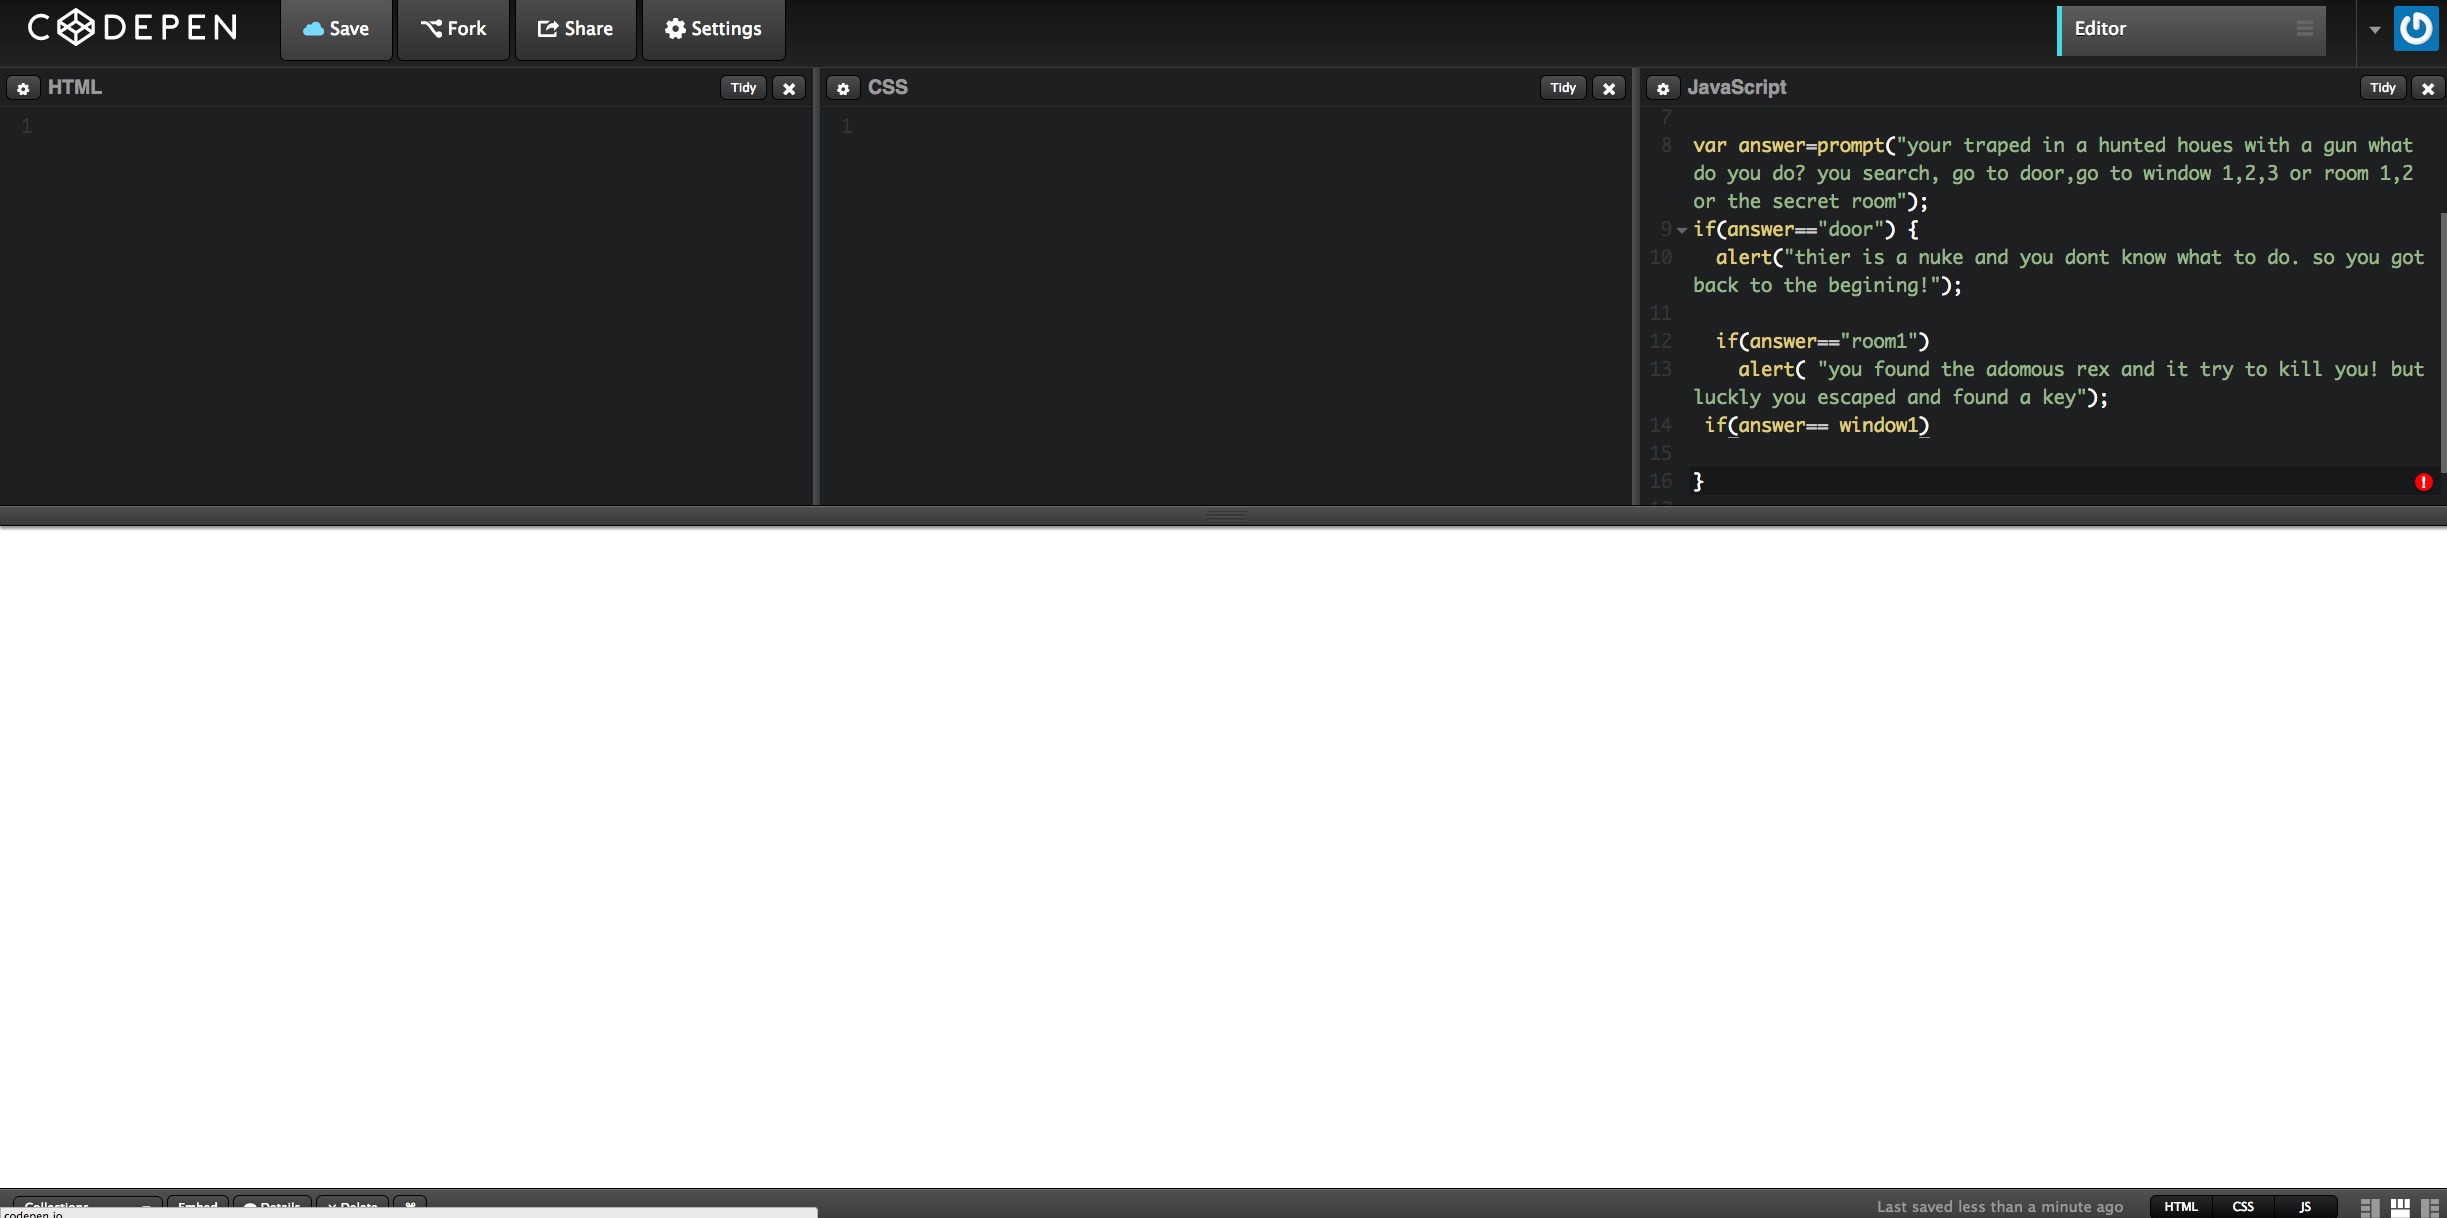 CODEPEN Save Fork Share Settings Editor
HTML Tidy CSS Tidy JavaScript Tidy
1
1
7
8 var answer=prompt("your traped in a hunted houes with a gun what
do you do? you search, go to door,go to window 1,2,3 or room 1,2
or the secret room");
9 if(answer=="door") {
10 alert("thier is a nuke and you dont know what to do. so you got
back to the begining!");
11
12 if(answer=="room1")
13 alert( "you found the adomous rex and it try to kill you! but
luckly you escaped and found a key");
14 if(answer== window1)
15
16 }
Collections Embed Details x Delete ⌘ Last saved less than a minute ago HTML CSS JS
codepen.io